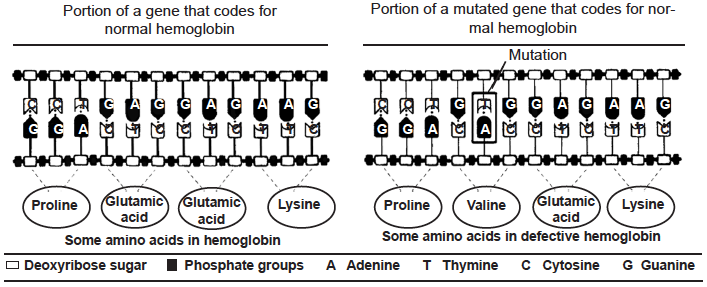 Portion of a gene that codes for
normal hemoglobin
C C T G A G G A G A A G
G G A C T C C T C T T C
Proline
Glutamic
acid
Glutamic
acid
Lysine
Some amino acids in hemoglobin
Portion of a mutated gene that codes for nor-
mal hemoglobin
Mutation
C C T G T G G A G A A G
G G A C A C C T C T T C
Proline
Valine
Glutamic
acid
Lysine
Some amino acids in defective hemoglobin
Deoxyribose sugar Phosphate groups A Adenine T Thymine C Cytosine G Guanine